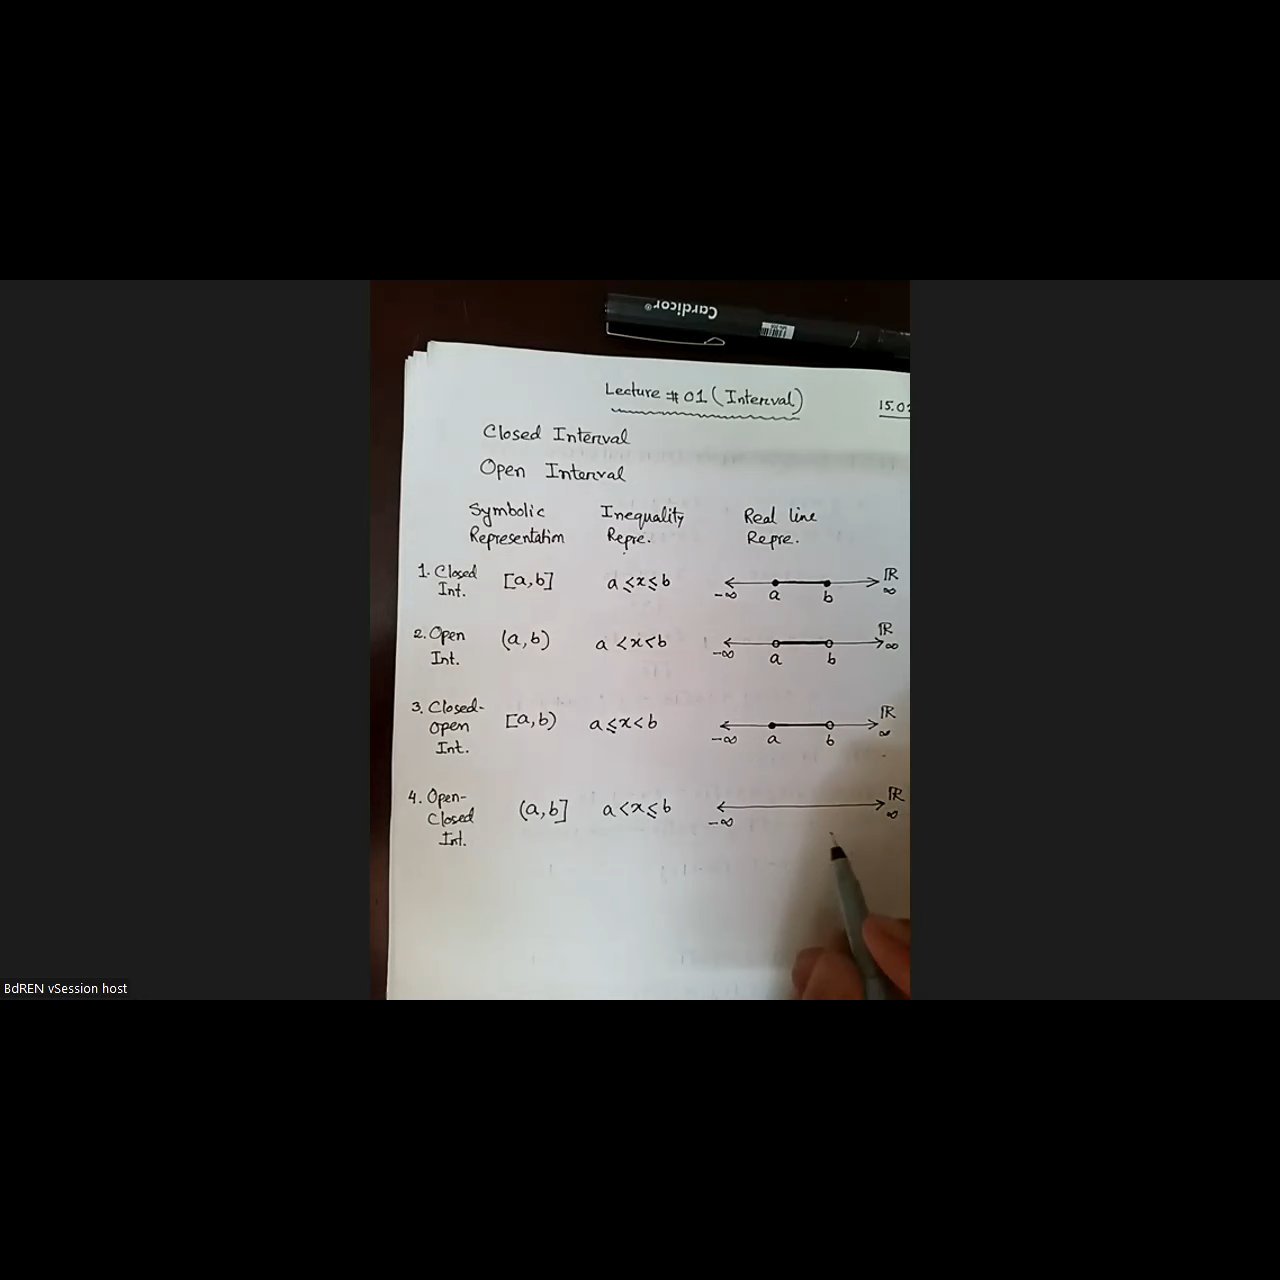 Cardicor®
Lecture # 01 (Interval)
15.0
Closed Interval
Open Interval
Symbolic Representation
Inequality Repre.
Real line Repre.
1. Closed Int. [a,b] a ≤ x ≤ b -∞ a b ℝ ∞
2. Open Int. (a,b) a < x < b -∞ a b ℝ ∞
3. Closed-Open Int. [a,b) a ≤ x < b -∞ a b ℝ ∞
4. Open-Closed Int. (a,b] a < x ≤ b -∞ ℝ ∞
BdREN vSession host